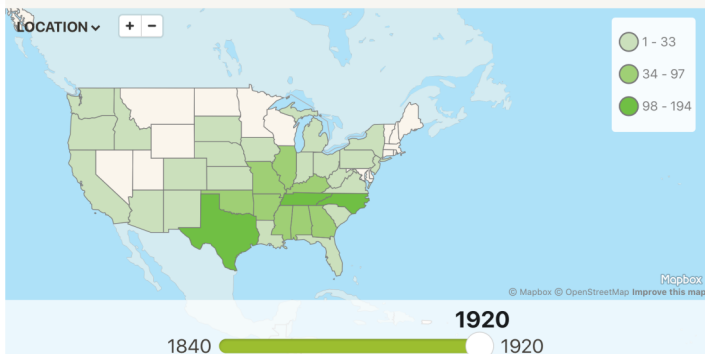 LOCATION
+ −
1 - 33
34 - 97
98 - 194
Mapbox
© Mapbox © OpenStreetMap Improve this map
1920
1840
1920